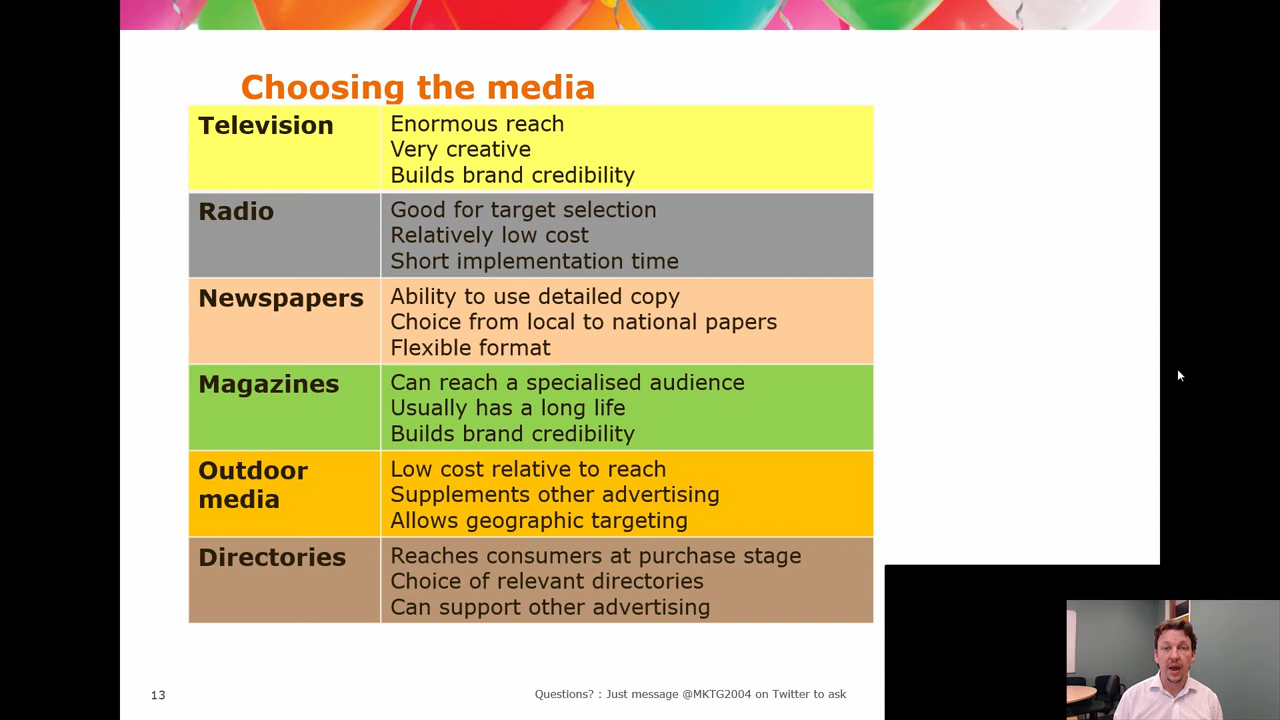 Choosing the media
Television
Enormous reach
Very creative
Builds brand credibility
Radio
Good for target selection
Relatively low cost
Short implementation time
Newspapers
Ability to use detailed copy
Choice from local to national papers
Flexible format
Magazines
Can reach a specialised audience
Usually has a long life
Builds brand credibility
Outdoor
media
Low cost relative to reach
Supplements other advertising
Allows geographic targeting
Directories
Reaches consumers at purchase stage
Choice of relevant directories
Can support other advertising
13
Questions? : Just message @MKTG2004 on Twitter to ask